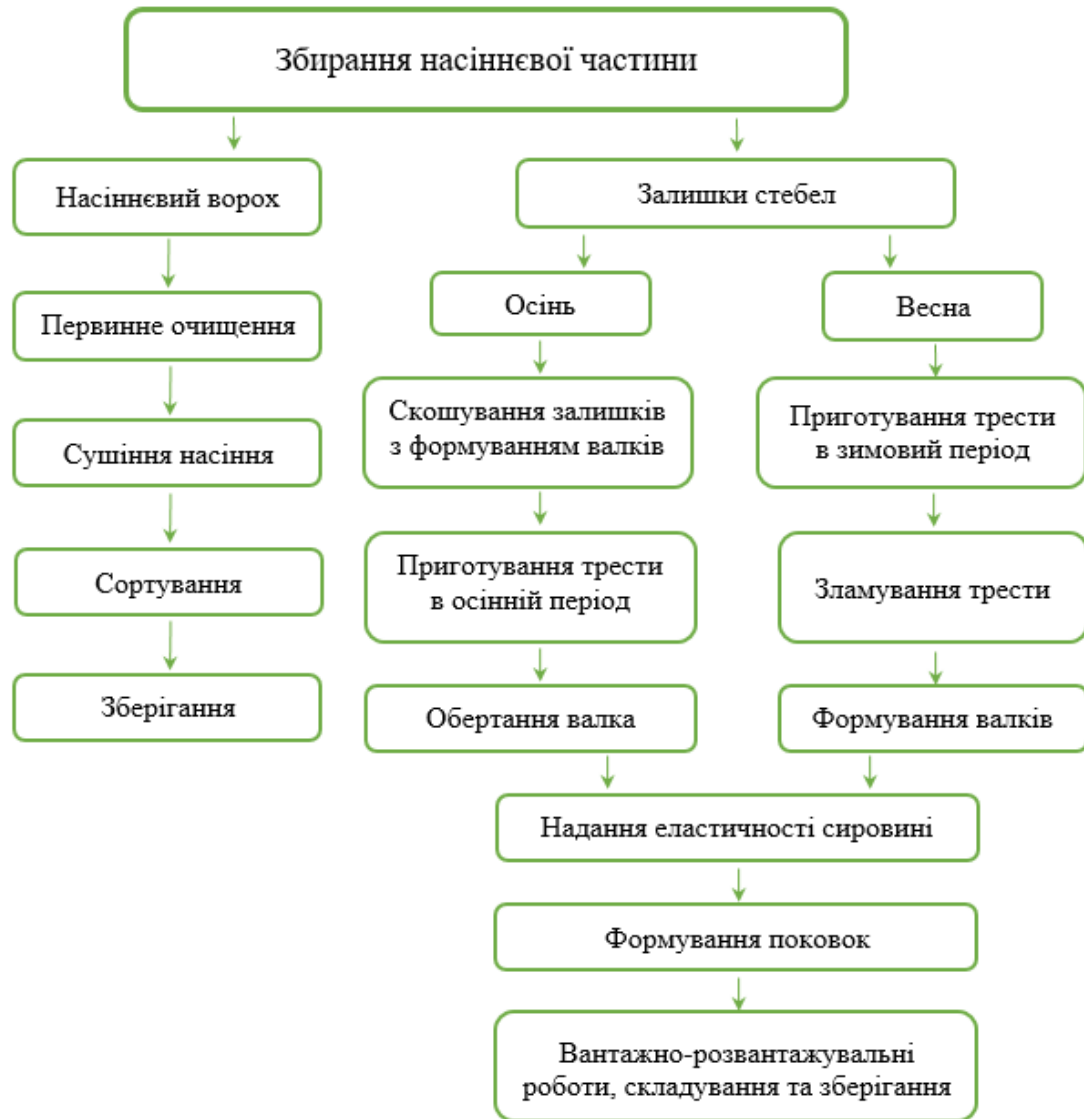 Збирання насіннєвої частини
Насіннєвий ворох
Залишки стебел
Первинне очищення
Осінь
Весна
Сушіння насіння
Скошування залишків
з формуванням валків
Приготування трести
в зимовий період
Сортування
Приготування трести
в осінній період
Зламування трести
Зберігання
Обертання валка
Формування валків
Надання еластичності сировині
Формування поковок
Вантажно-розвантажувальні
роботи, складування та зберігання